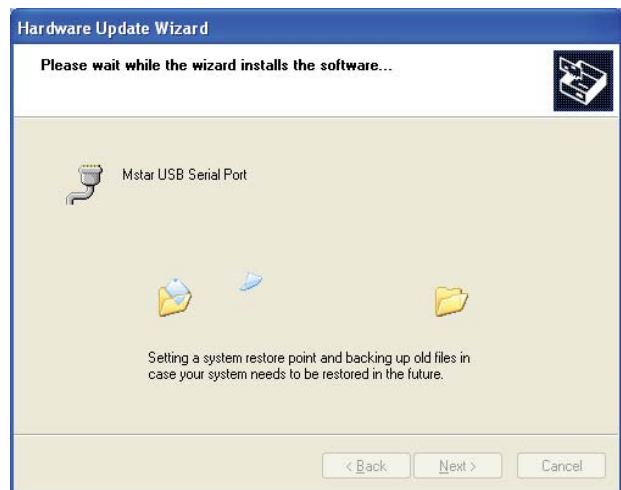 Hardware Update Wizard
Please wait while the wizard installs the software...
Mstar USB Serial Port
Setting a system restore point and backing up old files in
case your system needs to be restored in the future.
< Back
Next >
Cancel